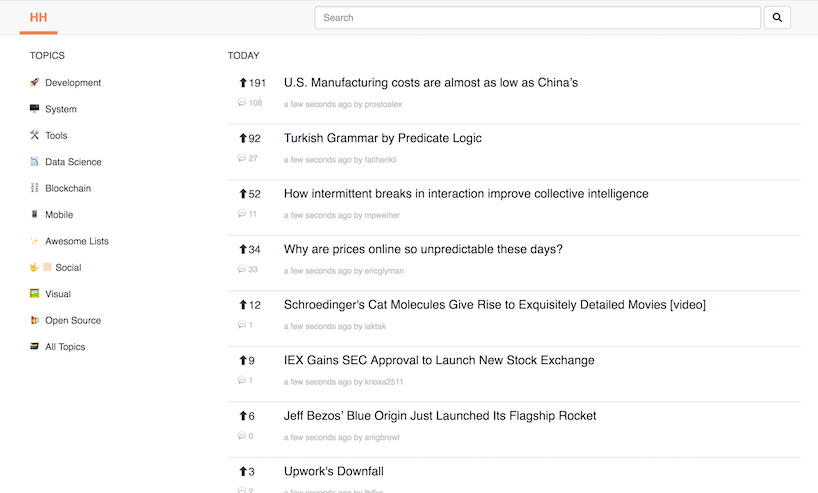 HH
Search
TOPICS
Development
System
Tools
Data Science
Blockchain
Mobile
Awesome Lists
Social
Visual
Open Source
All Topics
TODAY
191 U.S. Manufacturing costs are almost as low as China’s
108 a few seconds ago by prostoalex
92 Turkish Grammar by Predicate Logic
27 a few seconds ago by fatiherikli
52 How intermittent breaks in interaction improve collective intelligence
11 a few seconds ago by mpweiher
34 Why are prices online so unpredictable these days?
33 a few seconds ago by ericglyman
12 Schroedinger's Cat Molecules Give Rise to Exquisitely Detailed Movies [video]
1 a few seconds ago by laktak
9 IEX Gains SEC Approval to Launch New Stock Exchange
1 a few seconds ago by knoxa2511
6 Jeff Bezos’ Blue Origin Just Launched Its Flagship Rocket
0 a few seconds ago by anigbrowl
3 Upwork's Downfall
2 a few seconds ago by